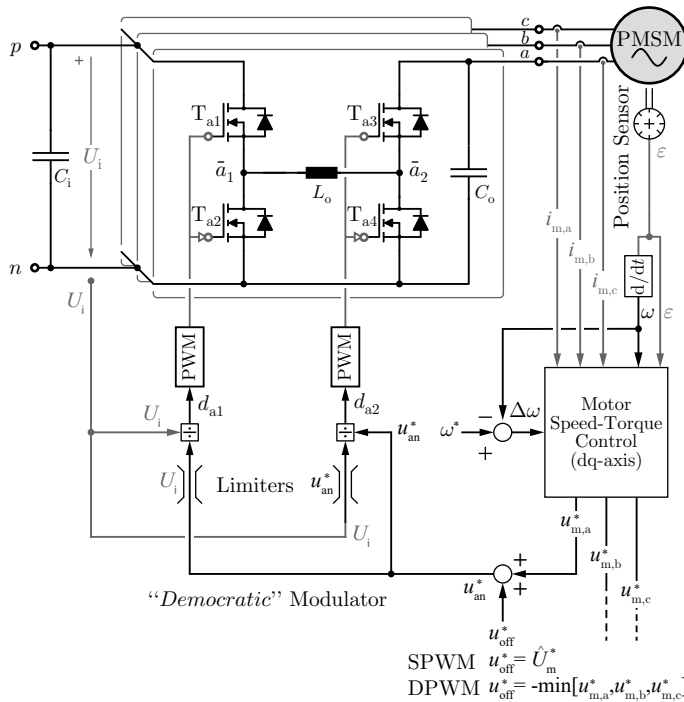 c
p
b
PMSM
a
+
T_a1
T_a3
Position Sensor
U_i
C_i
ā_1
ā_2
L_o
C_o
ε
T_a2
T_a4
i_m,a
i_m,b
n
i_m,c
d/dt
U_i
ω
ε
PWM
PWM
d_a1
d_a2
Motor
Speed-Torque
Control
(dq-axis)
−
Δω
U_i
÷
÷
u*_an
ω*
+
U_i
Limiters
u*_an
u*_m,a
U_i
u*_m,b
+
+
u*_an
u*_m,c
“Democratic” Modulator
u*_off
SPWM u*_off = Û*_m
DPWM u*_off = -min[u*_m,a,u*_m,b,u*_m,c]